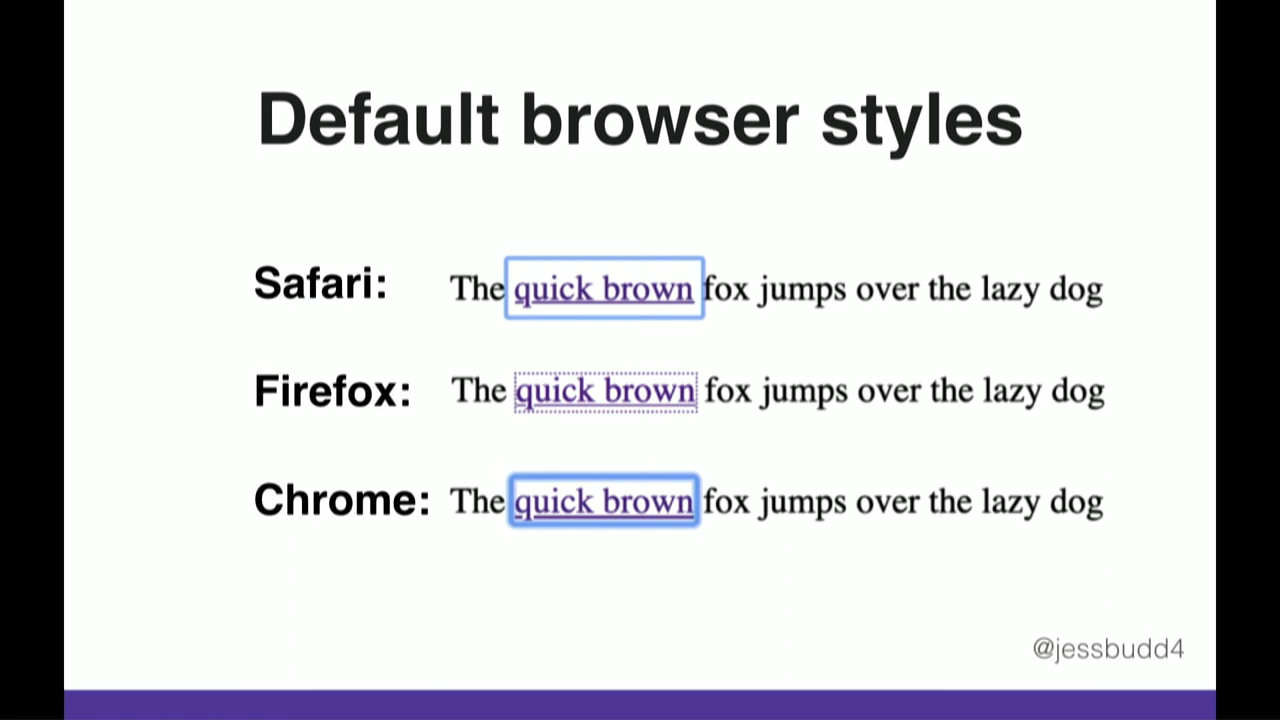 Default browser styles
Safari: The quick brown fox jumps over the lazy dog
Firefox: The quick brown fox jumps over the lazy dog
Chrome: The quick brown fox jumps over the lazy dog
@jessbudd4